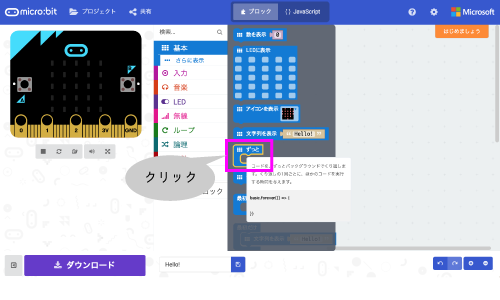 micro:bit
プロジェクト
共有
ブロック
{} JavaScript
Microsoft
はじめましょう
検索...
基本
さらに表示
入力
音楽
LED
無線
ループ
論理
ロック
クリック
0
1
2
3V
GND
数を表示 0
LEDに表示
アイコンを表示
文字列を表示 "Hello!"
ずっと
コードを、ずっとバックグラウンドでくり返します。くり返しの1回ごとに、ほかのコードを実行する時間を与えます。
basic.forever(() => {
})
ダウンロード
Hello!